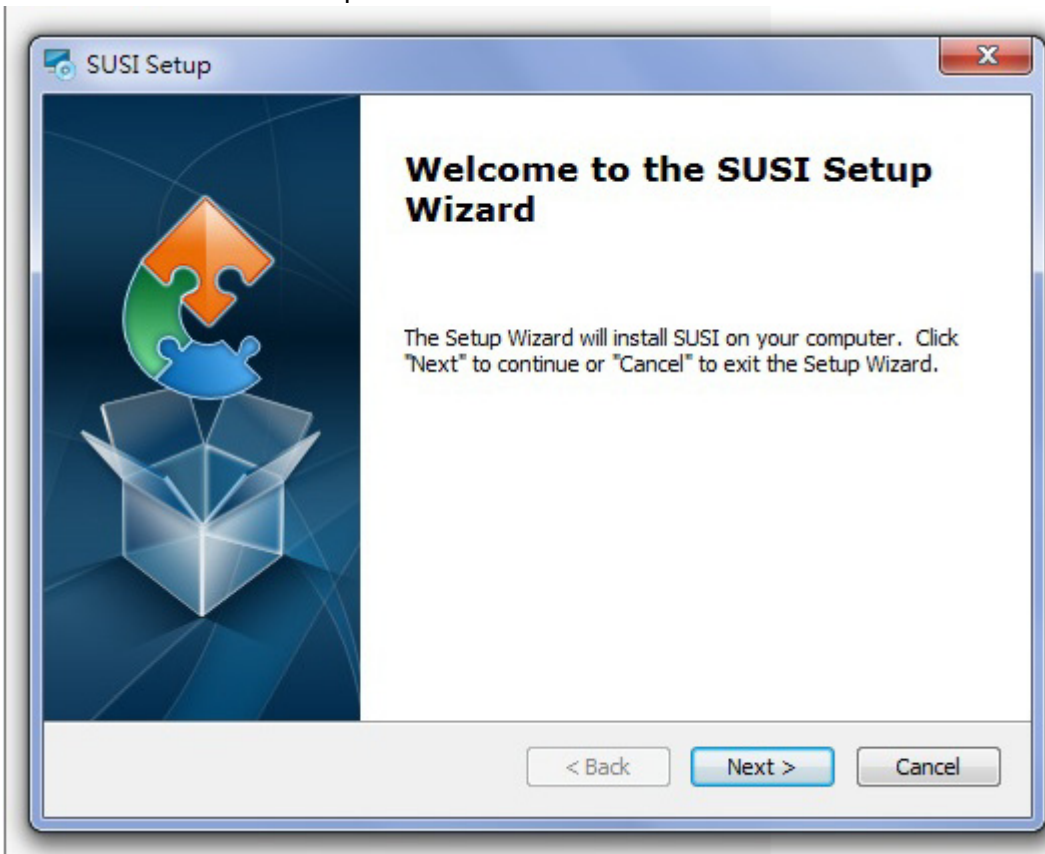 SUSI Setup
Welcome to the SUSI Setup
Wizard
The Setup Wizard will install SUSI on your computer. Click
"Next" to continue or "Cancel" to exit the Setup Wizard.
< Back
Next >
Cancel